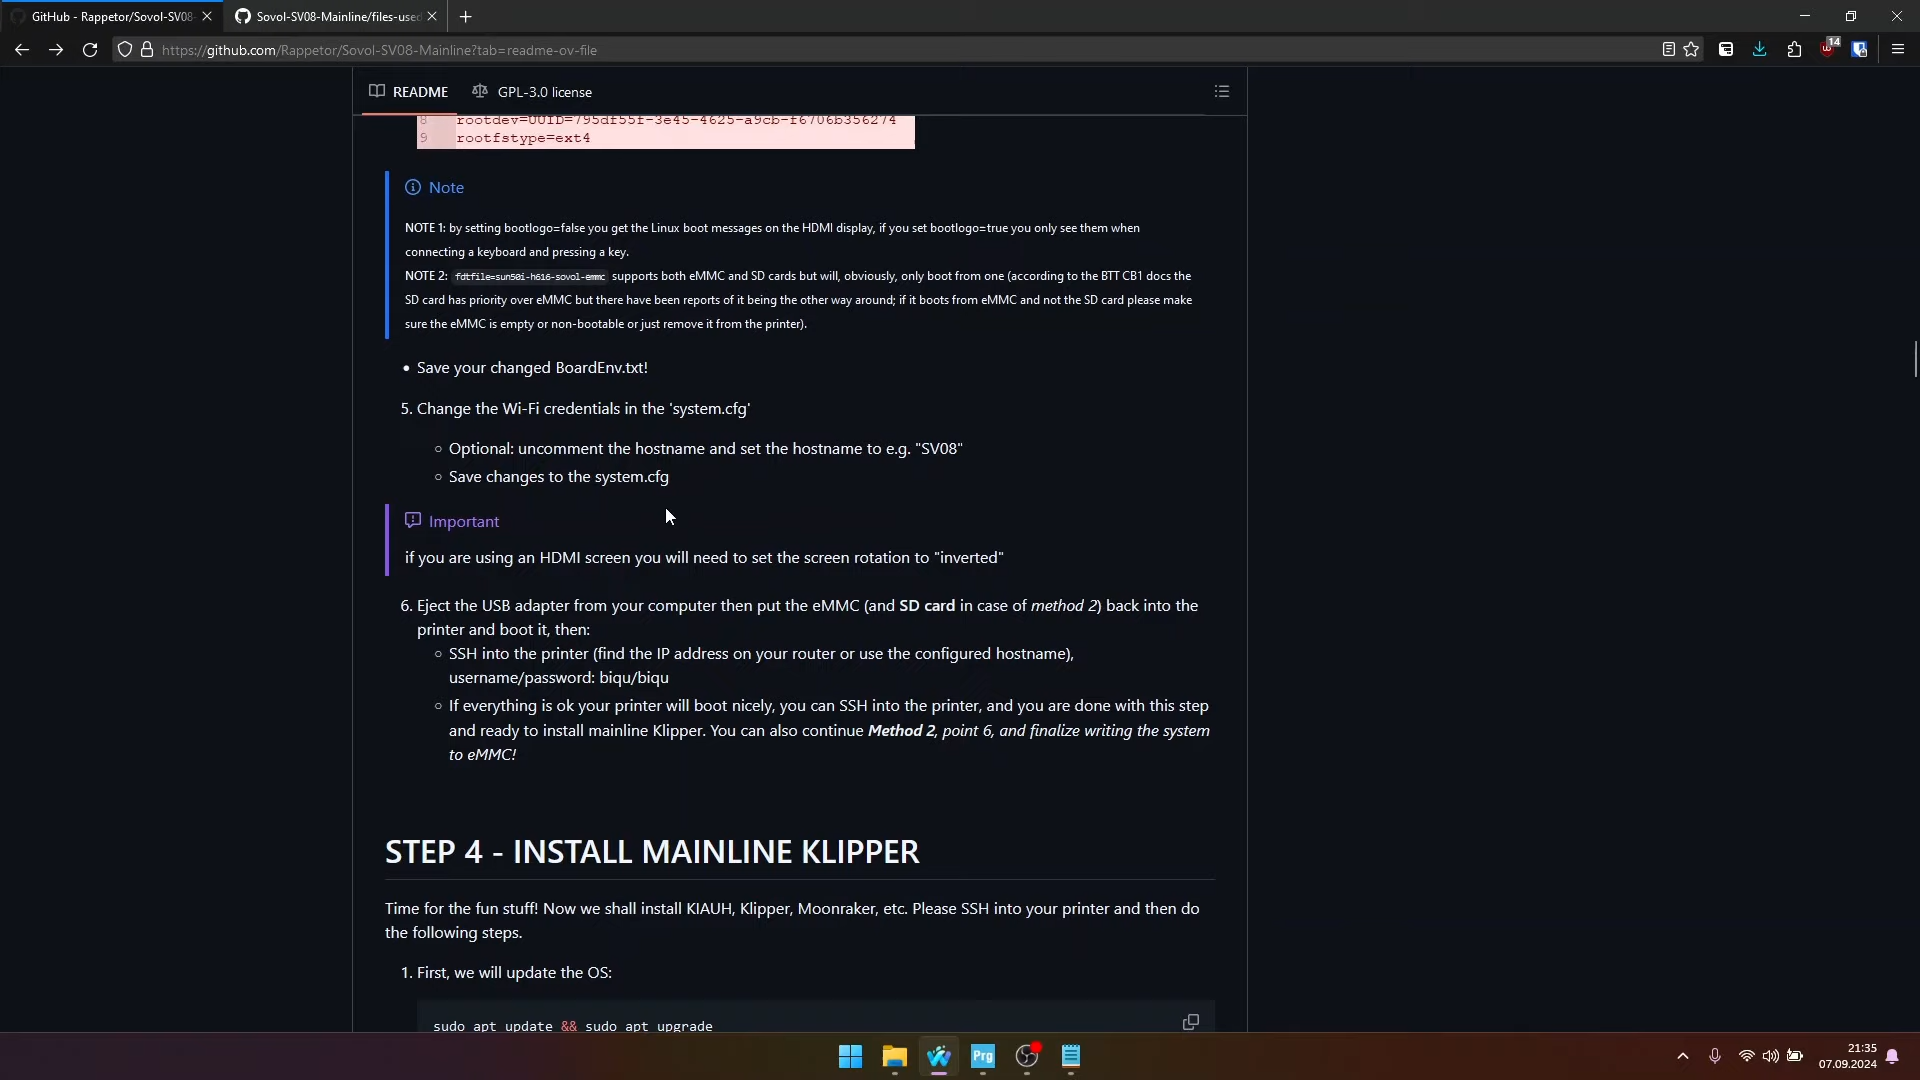 GitHub - Rappetor/Sovol-SV08-
Sovol-SV08-Mainline/files-used
https://github.com/Rappetor/Sovol-SV08-Mainline?tab=readme-ov-file
14
README
GPL-3.0 license
8 rootdev=UUID=795df55f-3e45-4625-a9cb-f6706b356274
9 rootfstype=ext4
Note
NOTE 1: by setting bootlogo=false you get the Linux boot messages on the HDMI display, if you set bootlogo=true you only see them when
connecting a keyboard and pressing a key.
NOTE 2: fdtfile=sun50i-h616-sovol-emmc supports both eMMC and SD cards but will, obviously, only boot from one (according to the BTT CB1 docs the
SD card has priority over eMMC but there have been reports of it being the other way around; if it boots from eMMC and not the SD card please make
sure the eMMC is empty or non-bootable or just remove it from the printer).
• Save your changed BoardEnv.txt!
5. Change the Wi-Fi credentials in the 'system.cfg'
○ Optional: uncomment the hostname and set the hostname to e.g. "SV08"
○ Save changes to the system.cfg
Important
if you are using an HDMI screen you will need to set the screen rotation to "inverted"
6. Eject the USB adapter from your computer then put the eMMC (and SD card in case of method 2) back into the
printer and boot it, then:
○ SSH into the printer (find the IP address on your router or use the configured hostname),
username/password: biqu/biqu
○ If everything is ok your printer will boot nicely, you can SSH into the printer, and you are done with this step
and ready to install mainline Klipper. You can also continue Method 2, point 6, and finalize writing the system
to eMMC!
STEP 4 - INSTALL MAINLINE KLIPPER
Time for the fun stuff! Now we shall install KIAUH, Klipper, Moonraker, etc. Please SSH into your printer and then do
the following steps.
1. First, we will update the OS:
sudo apt update && sudo apt upgrade
Prg
21:35
07.09.2024